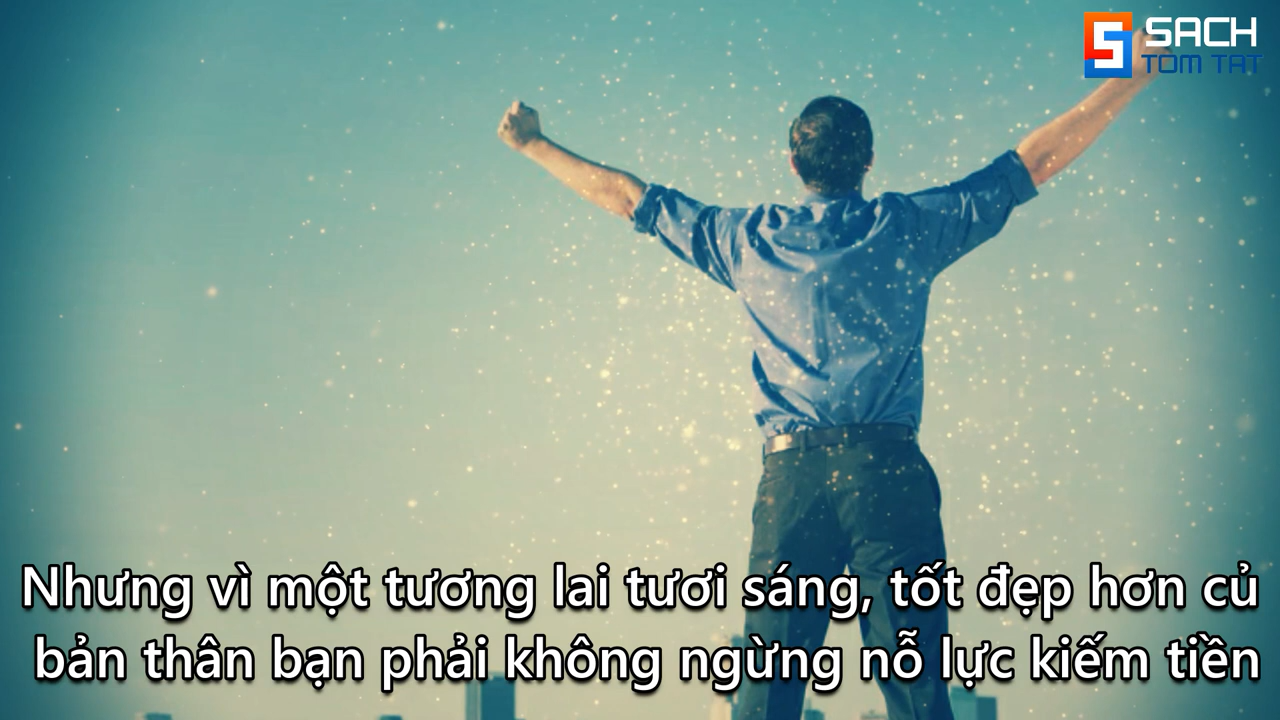 SACH
TOM TAT
Nhưng vì một tương lai tươi sáng, tốt đẹp hơn củ
bản thân bạn phải không ngừng nỗ lực kiếm tiền